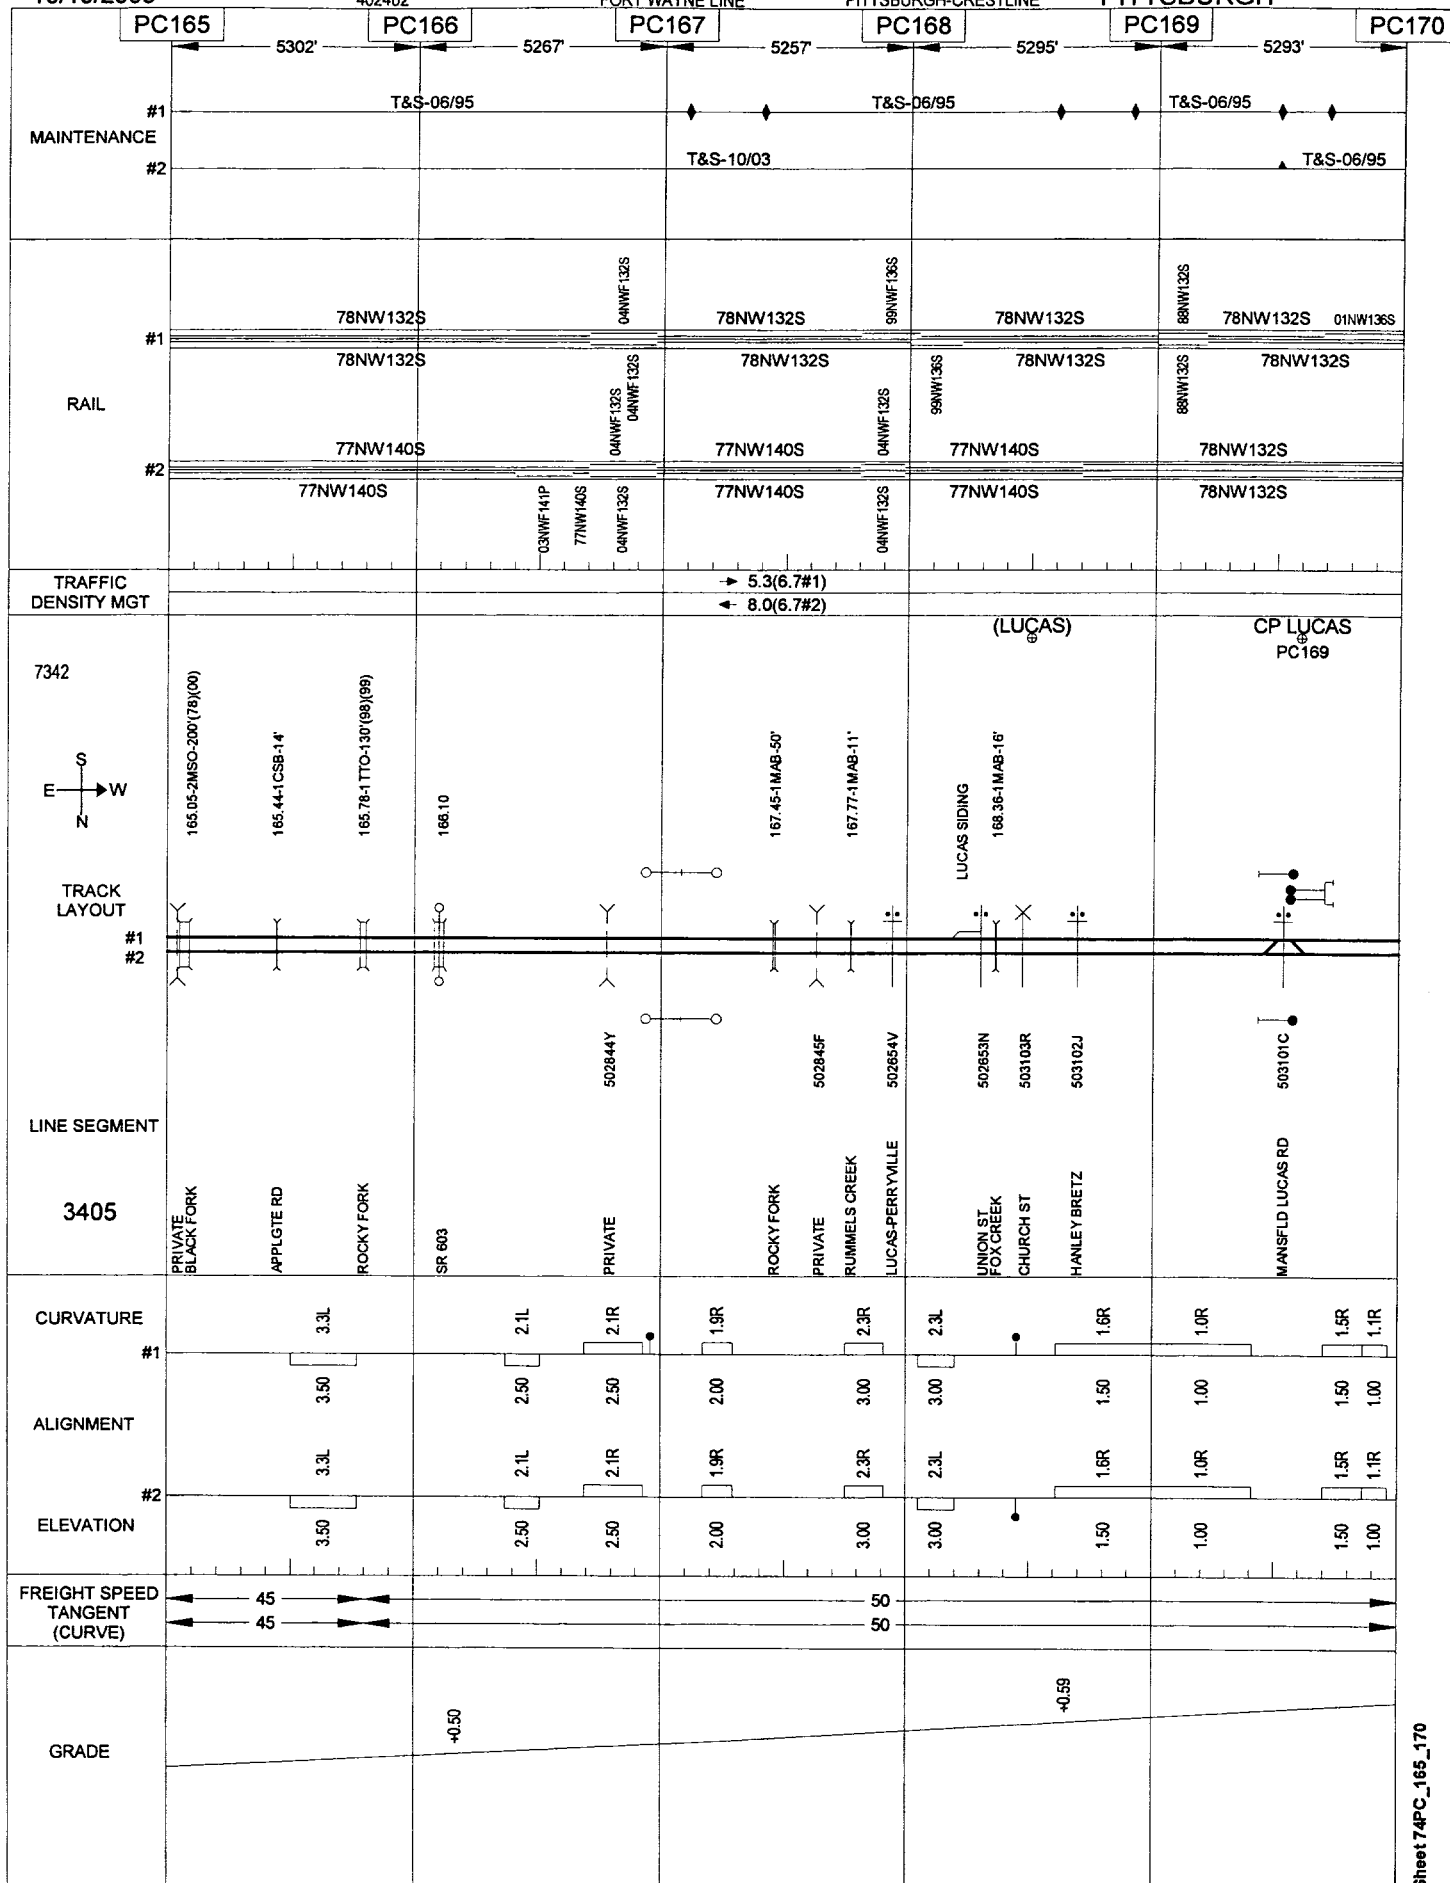 402402 FORT WAYNE LINE PITTSBURGH-CRESTLINE PITTSBURGH
PC165 PC166 PC167 PC168 PC169 PC170
5302' 5267' 5257' 5295' 5293'
MAINTENANCE
#1 T&S-06/95 T&S-06/95 T&S-06/95
#2 T&S-10/03 T&S-06/95
RAIL
04NWF132S 99NWF136S 88NW132S
78NW132S 78NW132S 78NW132S 78NW132S 01NW136S
#1
78NW132S 78NW132S 78NW132S 78NW132S
04NWF132S 04NWF132S 04NWF132S 99NW136S 88NW132S
77NW140S 77NW140S 77NW140S 78NW132S
#2
77NW140S 77NW140S 77NW140S 78NW132S
03NWF141P 77NW140S 04NWF132S 04NWF132S
TRAFFIC
DENSITY MGT
5.3(6.7#1)
8.0(6.7#2)
(LUCAS) CP LUCAS
PC169
7342
S
E W
N
165.05-2MSO-200'(78)(00)
165.44-1CSB-14'
165.78-1TTO-130'(98)(99)
166.10
167.45-1MAB-50'
167.77-1MAB-11'
LUCAS SIDING
168.36-1MAB-16'
TRACK
LAYOUT
#1
#2
502844Y 502845F 502654V 502653N 503103R 503102J 503101C
LINE SEGMENT
3405
PRIVATE
BLACK FORK
APPLGTE RD
ROCKY FORK
SR 603
PRIVATE
ROCKY FORK
PRIVATE
RUMMELS CREEK
LUCAS-PERRYVILLE
UNION ST
FOX CREEK
CHURCH ST
HANLEY BRETZ
MANSFLD LUCAS RD
CURVATURE
3.3L 2.1L 2.1R 1.9R 2.3R 2.3L 1.6R 1.0R 1.5R 1.1R
#1
3.50 2.50 2.50 2.00 3.00 3.00 1.50 1.00 1.50 1.00
ALIGNMENT
3.3L 2.1L 2.1R 1.9R 2.3R 2.3L 1.6R 1.0R 1.5R 1.1R
#2
ELEVATION
3.50 2.50 2.50 2.00 3.00 3.00 1.50 1.00 1.50 1.00
FREIGHT SPEED
TANGENT
(CURVE)
45 50
45 50
GRADE
+0.50 +0.59
Sheet 74PC_165_170